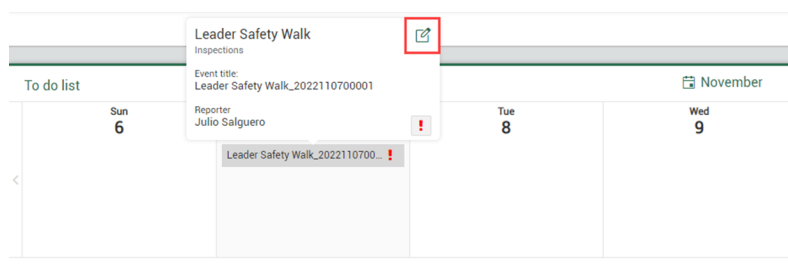 Leader Safety Walk
Inspections
Event title:
Leader Safety Walk_2022110700001
Reporter
Julio Salguero
To do list
November
Sun
6
Tue
8
Wed
9
Leader Safety Walk_2022110700...